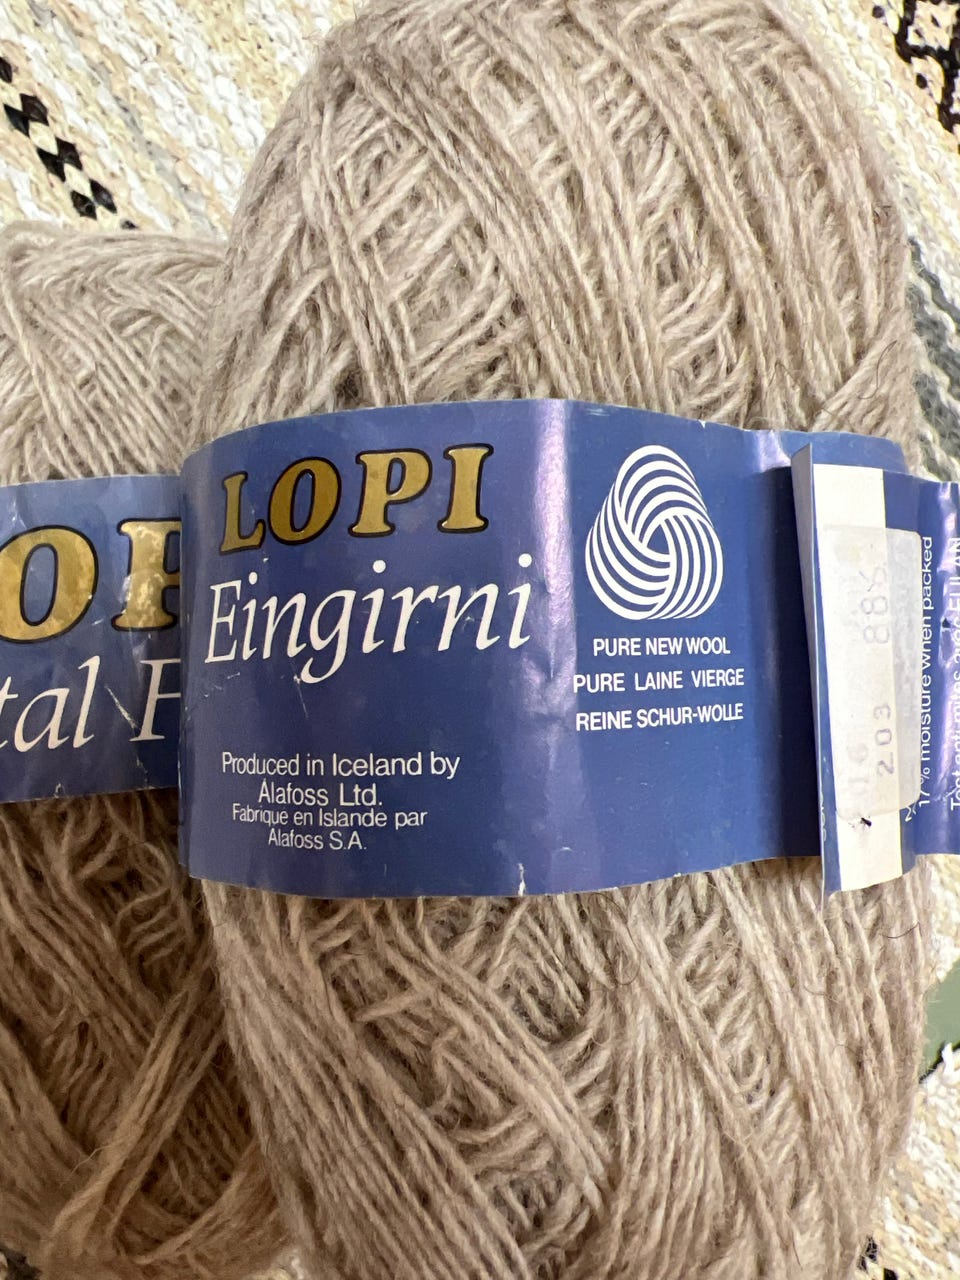 LOPI
Eingirni
Produced in Iceland by
Alafoss Ltd.
Fabrique en Islande par
Alafoss S.A.
PURE NEW WOOL
PURE LAINE VIERGE
REINE SCHUR-WOLLE
203
17% moisture when packed
OP
tal F